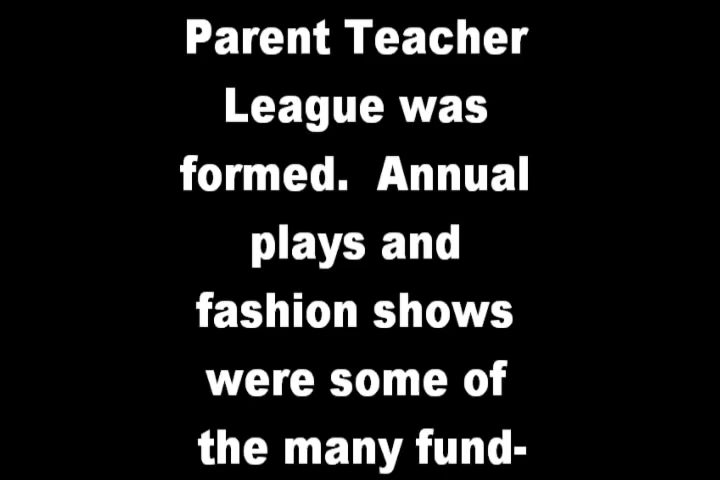 Parent Teacher
League was
formed.  Annual
plays and
fashion shows
were some of
the many fund-